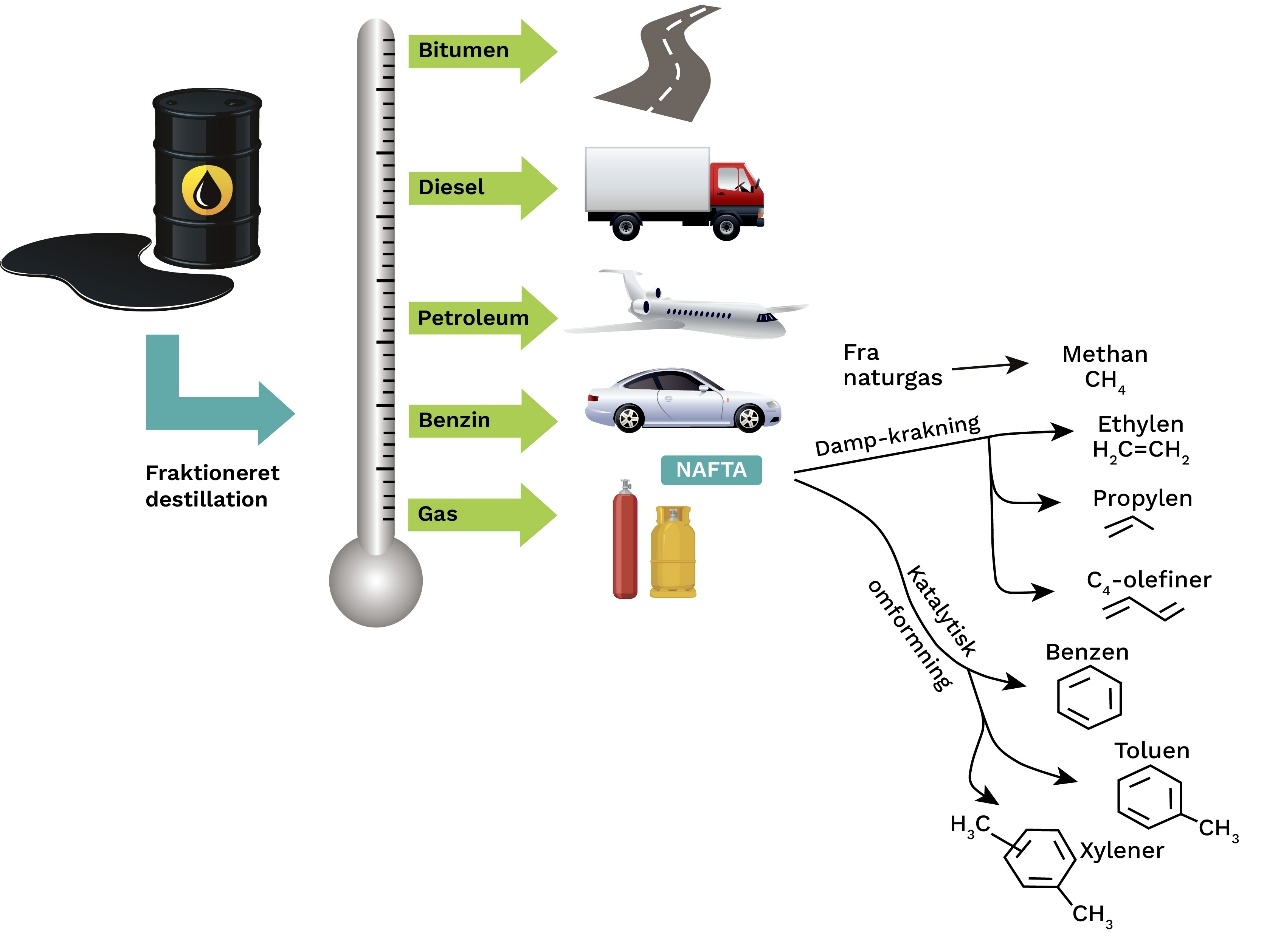 Bitumen
Diesel
Petroleum
Benzin
Gas
Fraktioneret
destillation
NAFTA
Fra
naturgas
Methan
CH₄
Damp-krakning
Ethylen
H₂C=CH₂
Propylen
C₄-olefiner
Katalytisk
omformning
Benzen
Toluen
CH₃
H₃C
Xylener
CH₃